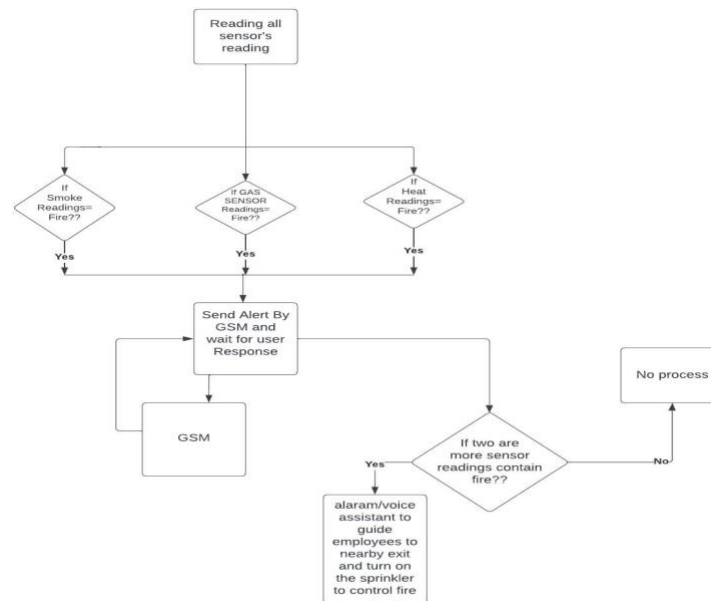 Reading all
sensor's
reading
If
Smoke
Readings=
Fire??
If GAS
SENSOR
Readings=
Fire??
If
Heat
Readings=
Fire??
Yes
Yes
Yes
Send Alert By
GSM and
wait for user
Response
No process
GSM
If two are
more sensor
readings contain
fire??
Yes
No
alaram/voice
assistant to
guide
employees to
nearby exit
and turn on
the sprinkler
to control fire